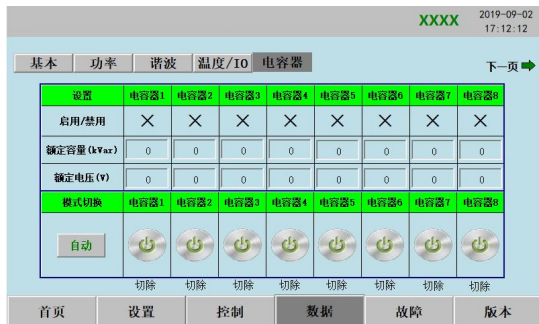 XXXX 2019-09-02
17:12:12
基本 功率 谐波 温度/IO 电容器 下一页
设置 电容器1 电容器2 电容器3 电容器4 电容器5 电容器6 电容器7 电容器8
启用/禁用
额定容量(kVar) 0 0 0 0 0 0 0 0
额定电压(V) 0 0 0 0 0 0 0 0
模式切换 电容器1 电容器2 电容器3 电容器4 电容器5 电容器6 电容器7 电容器8
自动
切除 切除 切除 切除 切除 切除 切除 切除
首页 设置 控制 数据 故障 版本